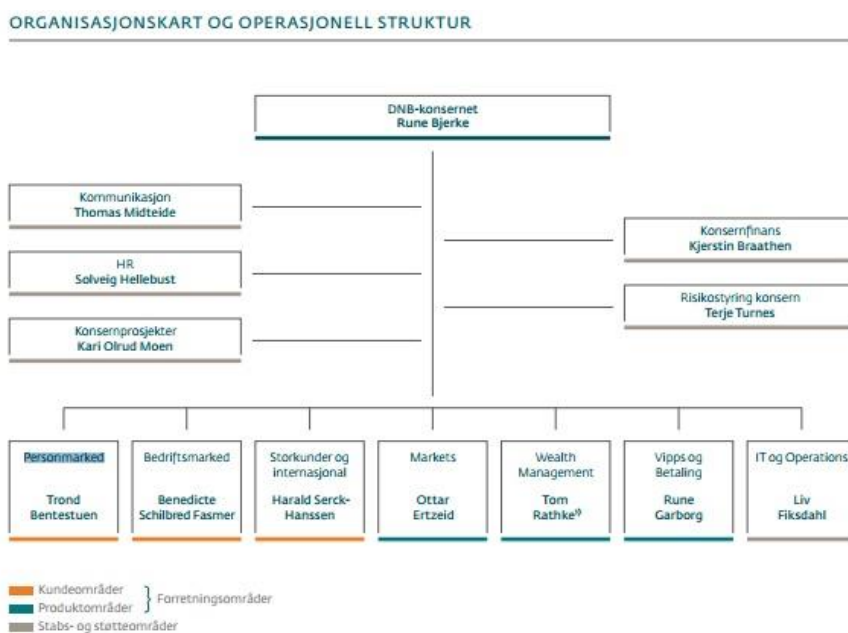 ORGANISASJONSKART OG OPERASJONELL STRUKTUR
DNB-konsernet
Rune Bjerke
Kommunikasjon
Thomas Midteide
HR
Solveig Hellebust
Konsernprosjekter
Kari Olrud Moen
Konsernfinans
Kjerstin Braathen
Risikostyring konsern
Terje Turnes
Personmarked
Trond
Bentestuen
Bedriftsmarked
Benedicte
Schilbred Fasmer
Storkunder og
internasjonal
Harald Serck-
Hanssen
Markets
Ottar
Ertzeid
Wealth
Management
Tom
Rathke¹⁾
Vipps og
Betaling
Rune
Garborg
IT og Operations
Liv
Fiksdahl
Kundeområder
Produktområder
Forretningsområder
Stabs- og støtteområder